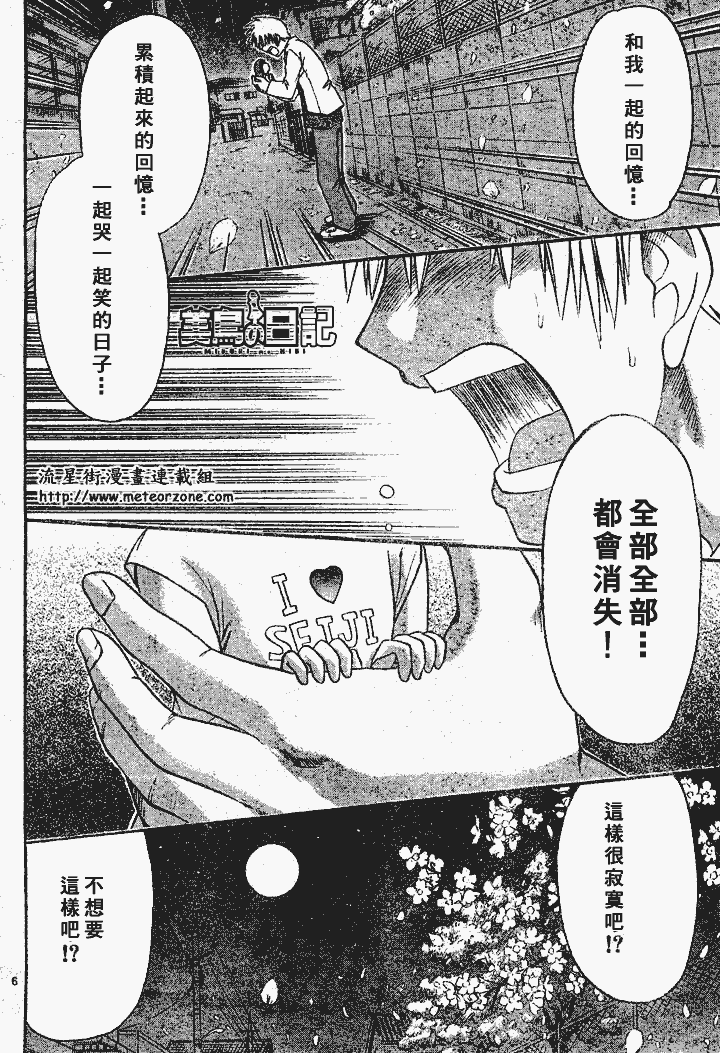 和我一起的回憶…
累積起來的回憶…
一起哭一起笑的日子…
美鳥の日記
MIDORI no NIKKI
流星街漫畫連載組
http://www.meteorzone.com
全部全部…
都會消失！
I ♥
SEIJI
這樣很寂寞吧!?
不想要
這樣吧!?
6